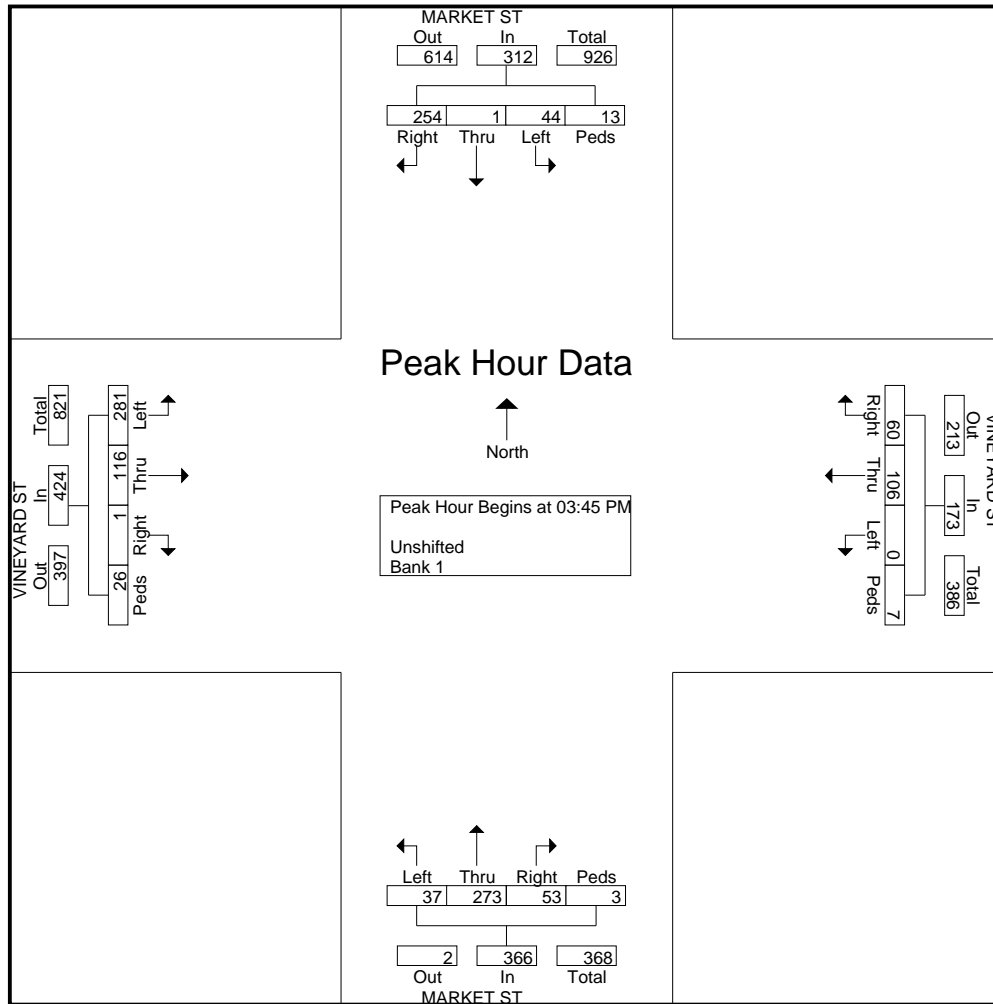 MARKET ST
Out In Total
614 312 926
254 1 44 13
Right Thru Left Peds
Peak Hour Data
North
Peak Hour Begins at 03:45 PM
Unshifted
Bank 1
VINEYARD ST
Out In Total
397 424 821
Left Thru Right Peds
281 116 1 26
VINEYARD ST
Out In Total
213 173 386
60 106 0 7
Right Thru Left Peds
Left Thru Right Peds
37 273 53 3
2 366 368
Out In Total
MARKET ST